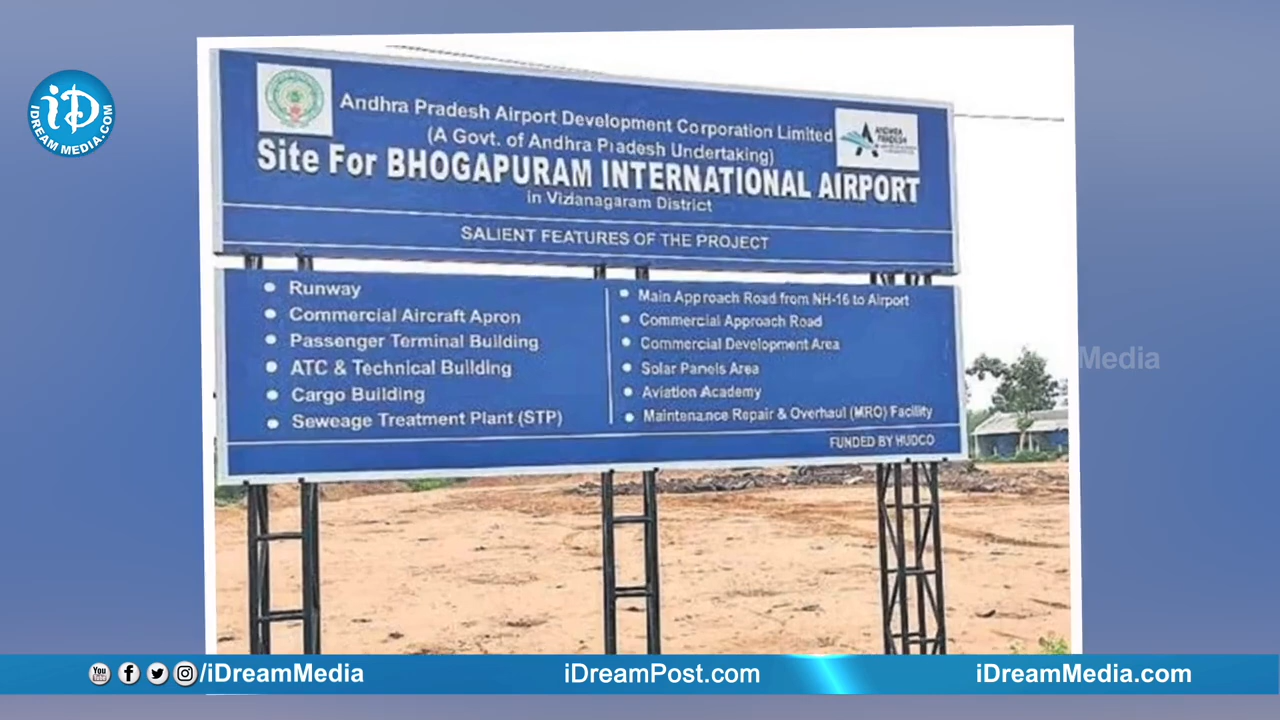 iD
IDREAM MEDIA.COM
Andhra Pradesh Airport Development Corporation Limited
(A Govt. of Andhra Pradesh Undertaking)
ANDHRA
PRADESH
Site For BHOGAPURAM INTERNATIONAL AIRPORT
in Vizianagaram District
SALIENT FEATURES OF THE PROJECT
Runway
Commercial Aircraft Apron
Passenger Terminal Building
ATC & Technical Building
Cargo Building
Seweage Treatment Plant (STP)
Main Approach Road from NH-16 to Airport
Commercial Approach Road
Commercial Development Area
Solar Panels Area
Aviation Academy
Maintenance Repair & Overhaul (MRO) Facility
FUNDED BY HUDCO
Media
You
/iDreamMedia
iDreamPost.com
iDreamMedia.com